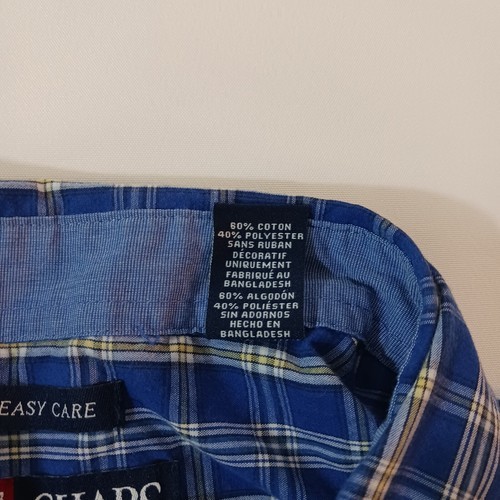 60% COTON
40% POLYESTER
SANS RUBAN
DÉCORATIF
UNIQUEMENT
FABRIQUÉ AU
BANGLADESH
60% ALGODÓN
40% POLIÉSTER
SIN ADORNOS
HECHO EN
BANGLADESH
EASY CARE
CHAPS